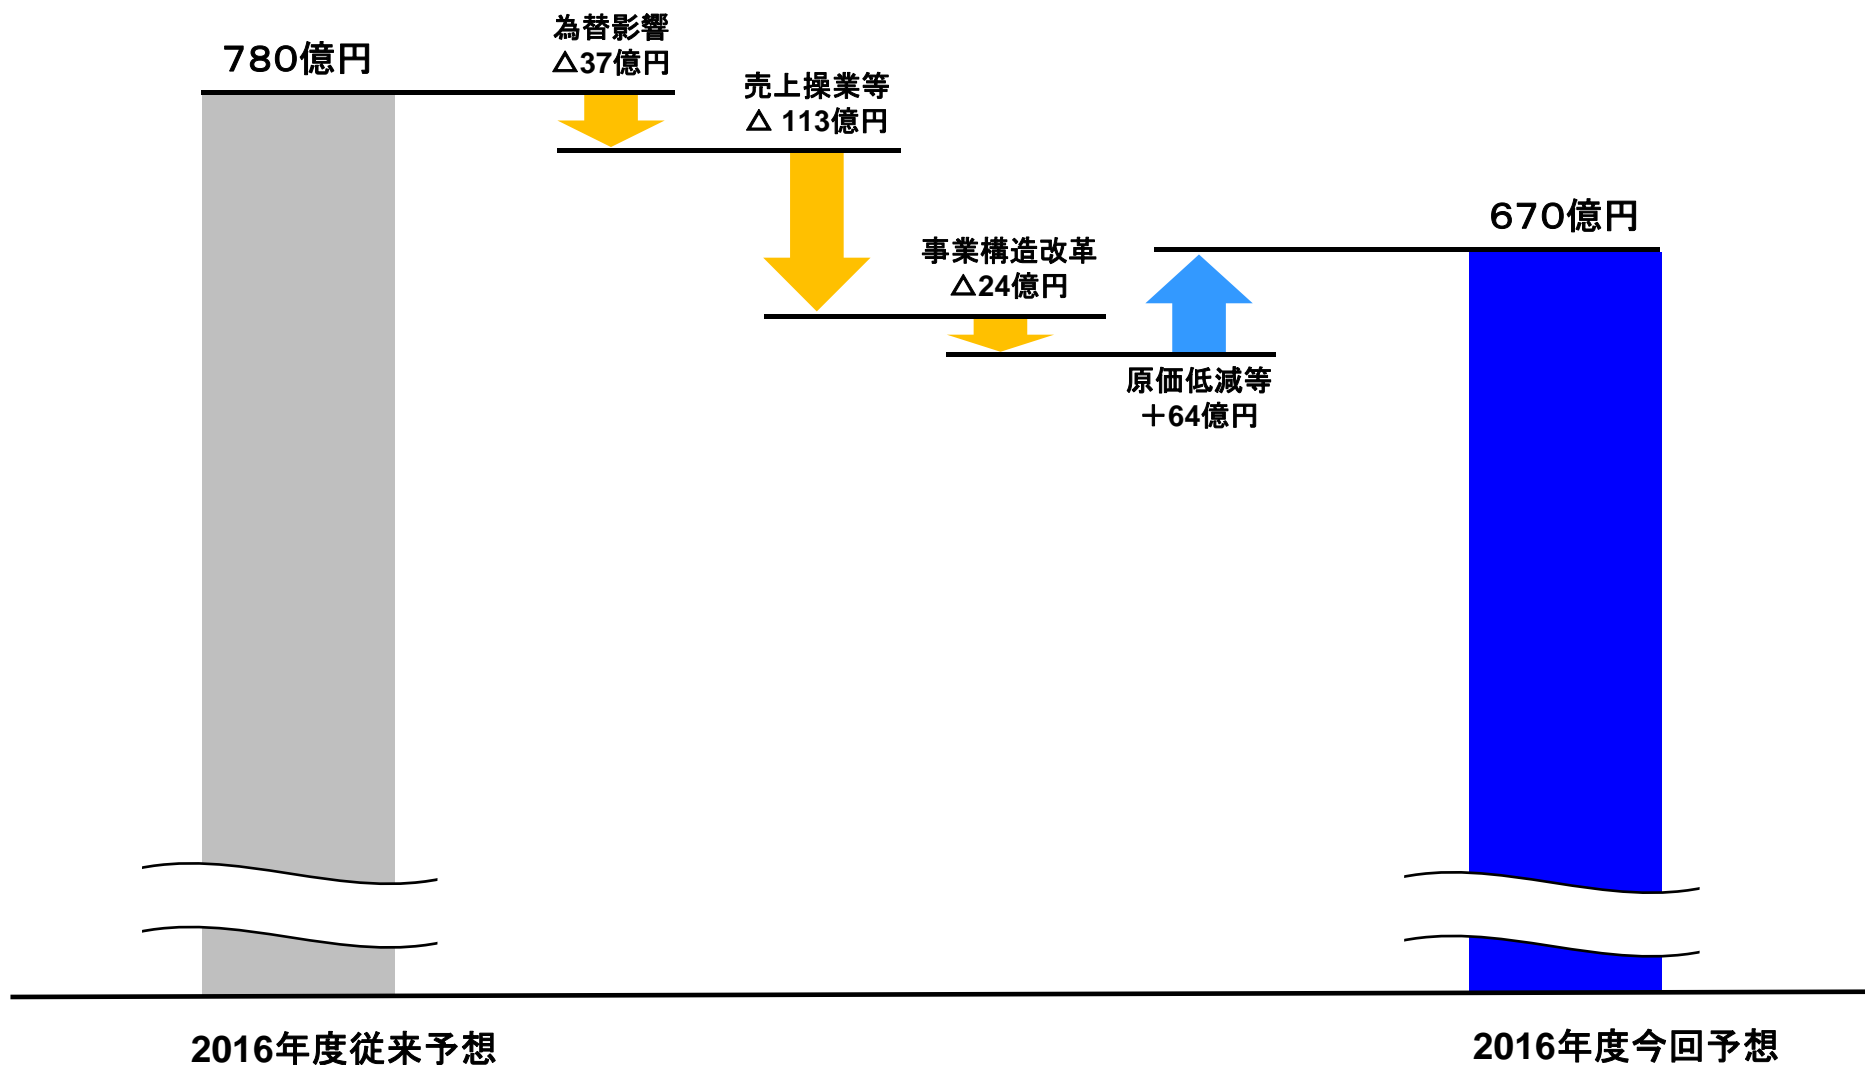 780億円
為替影響
△37億円
売上操業等
△ 113億円
事業構造改革
△24億円
原価低減等
＋64億円
670億円
2016年度従来予想
2016年度今回予想